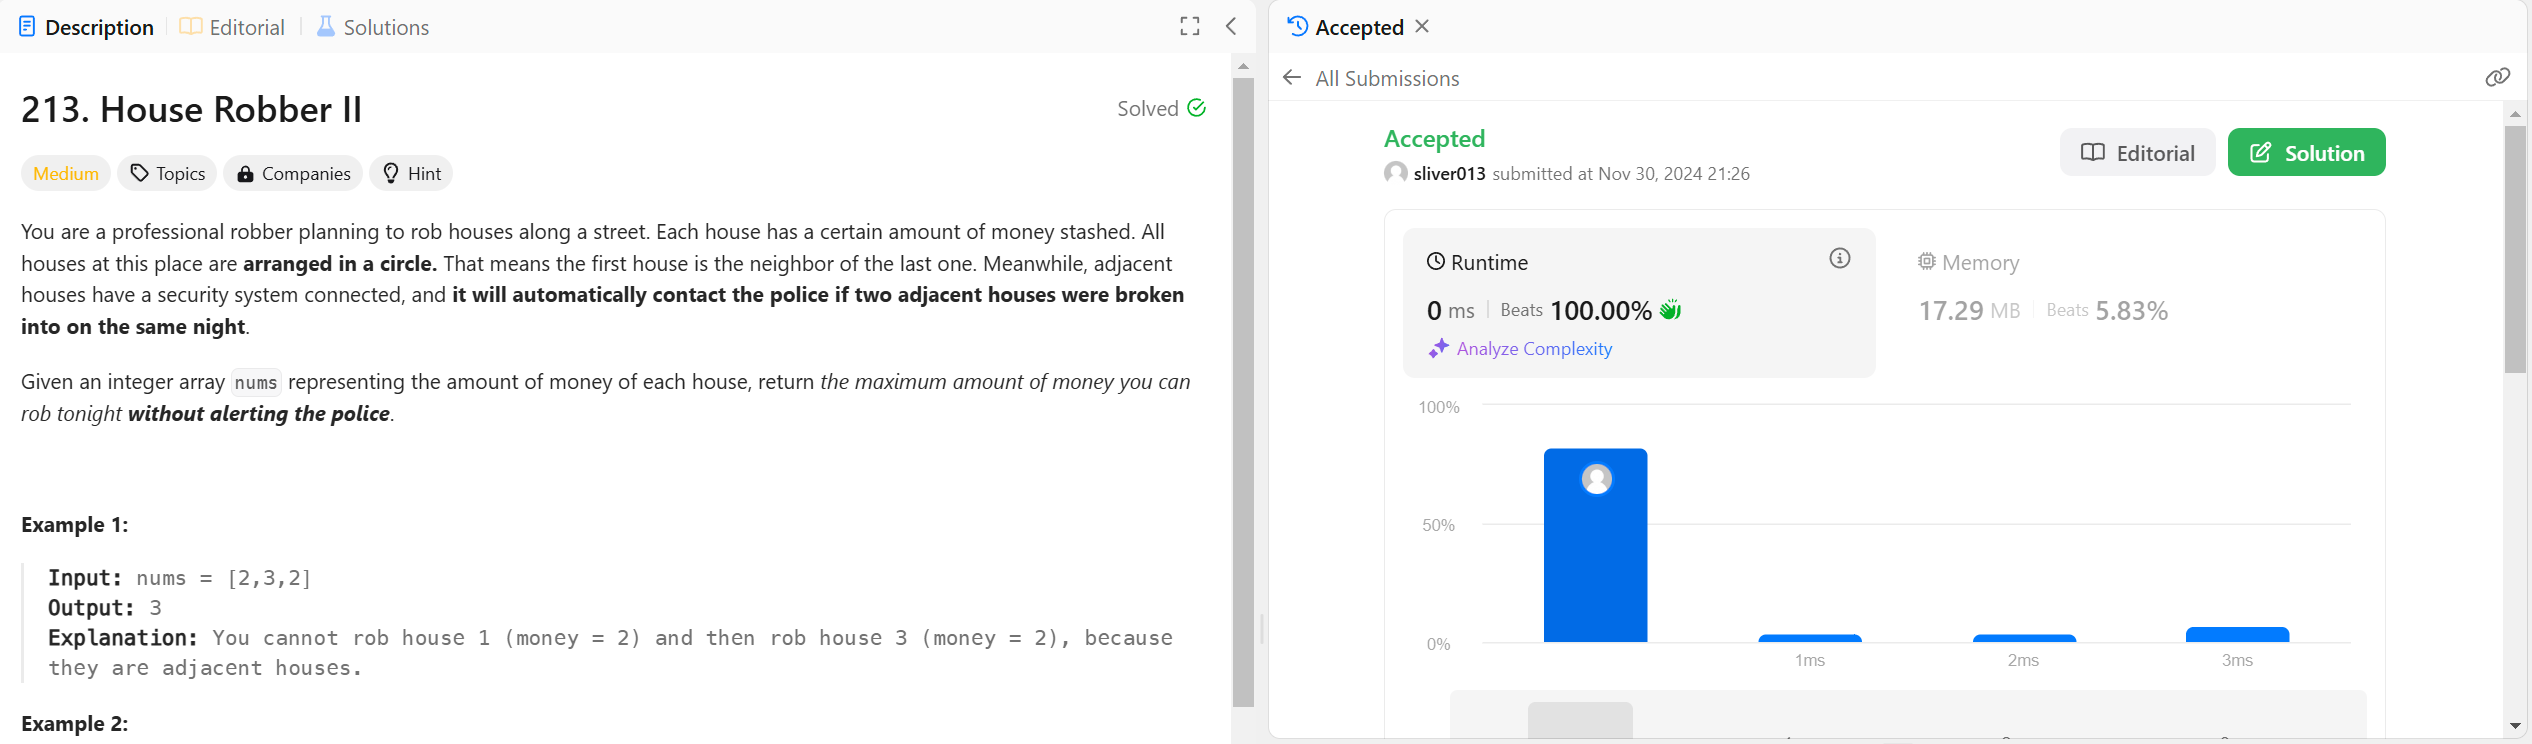 Description
Editorial
Solutions
213. House Robber II
Solved
Medium
Topics
Companies
Hint
You are a professional robber planning to rob houses along a street. Each house has a certain amount of money stashed. All
houses at this place are arranged in a circle. That means the first house is the neighbor of the last one. Meanwhile, adjacent
houses have a security system connected, and it will automatically contact the police if two adjacent houses were broken
into on the same night.
Given an integer array nums representing the amount of money of each house, return the maximum amount of money you can
rob tonight without alerting the police.
Example 1:
Input: nums = [2,3,2]
Output: 3
Explanation: You cannot rob house 1 (money = 2) and then rob house 3 (money = 2), because
they are adjacent houses.
Example 2:
Accepted
All Submissions
Accepted
sliver013 submitted at Nov 30, 2024 21:26
Editorial
Solution
Runtime
0 ms Beats 100.00%
Analyze Complexity
Memory
17.29 MB Beats 5.83%
100%
50%
0%
1ms
2ms
3ms